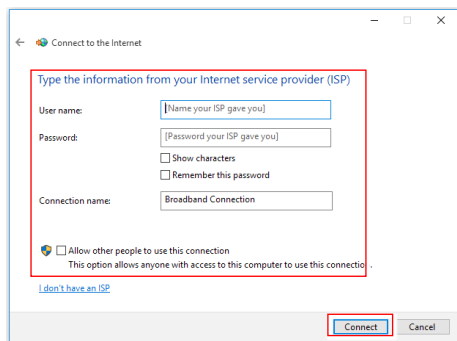 Connect to the Internet
Type the information from your Internet service provider (ISP)
User name:
[Name your ISP gave you]
Password:
[Password your ISP gave you]
Show characters
Remember this password
Connection name:
Broadband Connection
Allow other people to use this connection
This option allows anyone with access to this computer to use this connection.
I don't have an ISP
Connect
Cancel